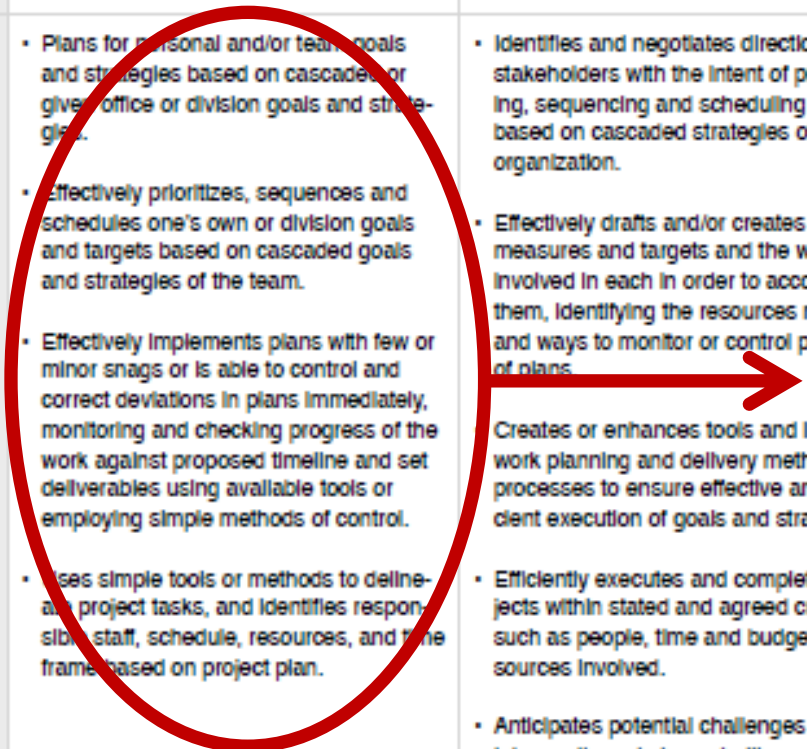 • Plans for personal and/or team goals
and strategies based on cascaded or
given office or division goals and strate-
gies.
• Effectively prioritizes, sequences and
schedules one's own or division goals
and targets based on cascaded goals
and strategies of the team.
• Effectively implements plans with few or
minor snags or is able to control and
correct deviations in plans immediately,
monitoring and checking progress of the
work against proposed timeline and set
deliverables using available tools or
employing simple methods of control.
• Uses simple tools or methods to deline-
ate project tasks, and identifies respon-
sible staff, schedule, resources, and time
frame based on project plan.
• Identifies and negotiates directio
stakeholders with the intent of p
ing, sequencing and scheduling
based on cascaded strategies o
organization.
• Effectively drafts and/or creates
measures and targets and the w
involved in each in order to acco
them, identifying the resources
and ways to monitor or control p
of plans.
Creates or enhances tools and
work planning and delivery meth
processes to ensure effective a
cient execution of goals and stra
• Efficiently executes and complet
jects within stated and agreed c
such as people, time and budge
sources involved.
• Anticipates potential challenges